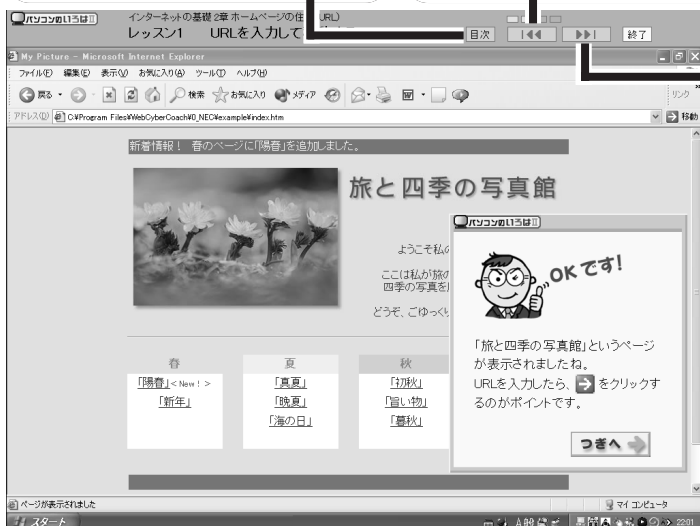 パソコンのいろはⅡ
インターネットの基礎 2章 ホームページの住
URL)
レッスン1 URLを入力して
目次
終了
My Picture - Microsoft Internet Explorer
ファイル(F) 編集(E) 表示(V) お気に入り(A) ツール(T) ヘルプ(H)
戻る 検索 お気に入り メディア
リンク
アドレス(D) C:¥Program Files¥WebCyberCoach¥0_NEC¥example¥index.htm 移動
新着情報! 春のページに「陽春」を追加しました。
旅と四季の写真館
ようこそ私の
ここは私が旅の
四季の写真を
どうぞ、ごゆっく
パソコンのいろはⅡ
OKです!
「旅と四季の写真館」というページ
が表示されましたね。
URLを入力したら、 をクリックす
るのがポイントです。
つぎへ
春 夏 秋
「陽春」< New ! > 「真夏」 「初秋」
「新年」 「晩夏」 「旨い物」
「海の日」 「暮秋」
ページが表示されました
マイ コンピュータ
スタート
22:01